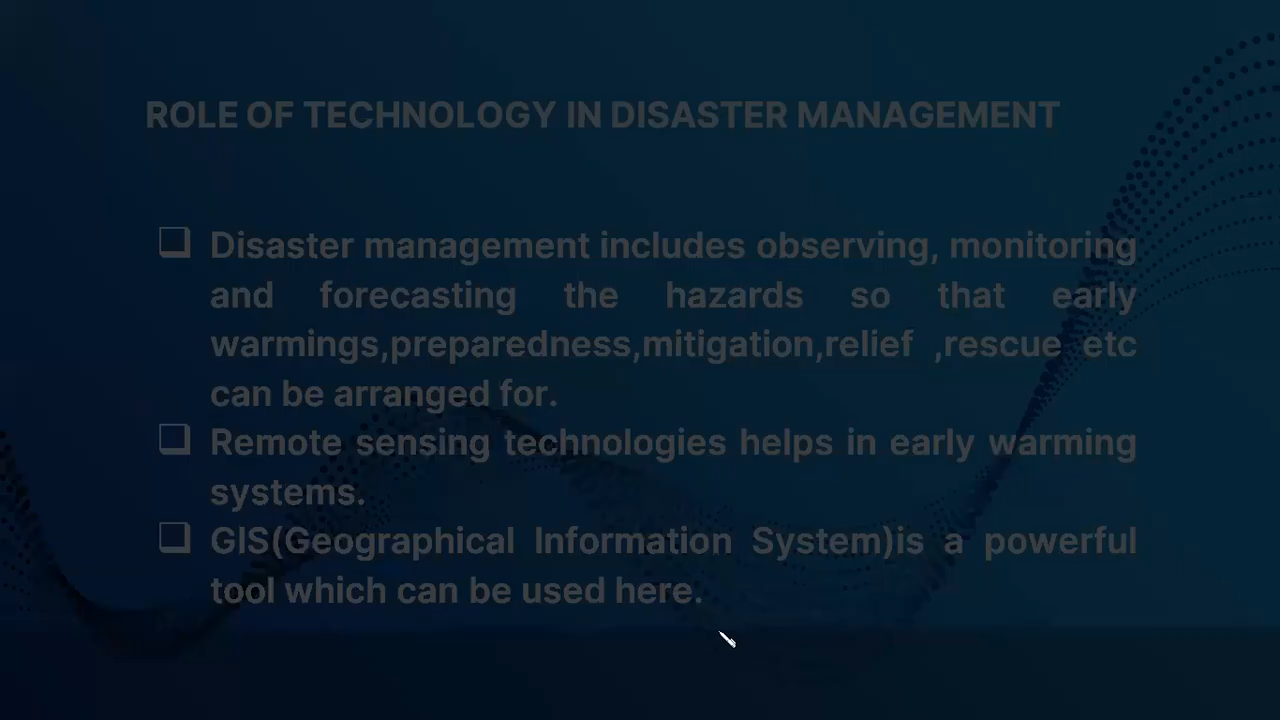 ROLE OF TECHNOLOGY IN DISASTER MANAGEMENT
Disaster management includes observing, monitoring
and forecasting the hazards so that early
warmings,preparedness,mitigation,relief ,rescue etc
can be arranged for.
Remote sensing technologies helps in early warming
systems.
GIS(Geographical Information System)is a powerful
tool which can be used here.